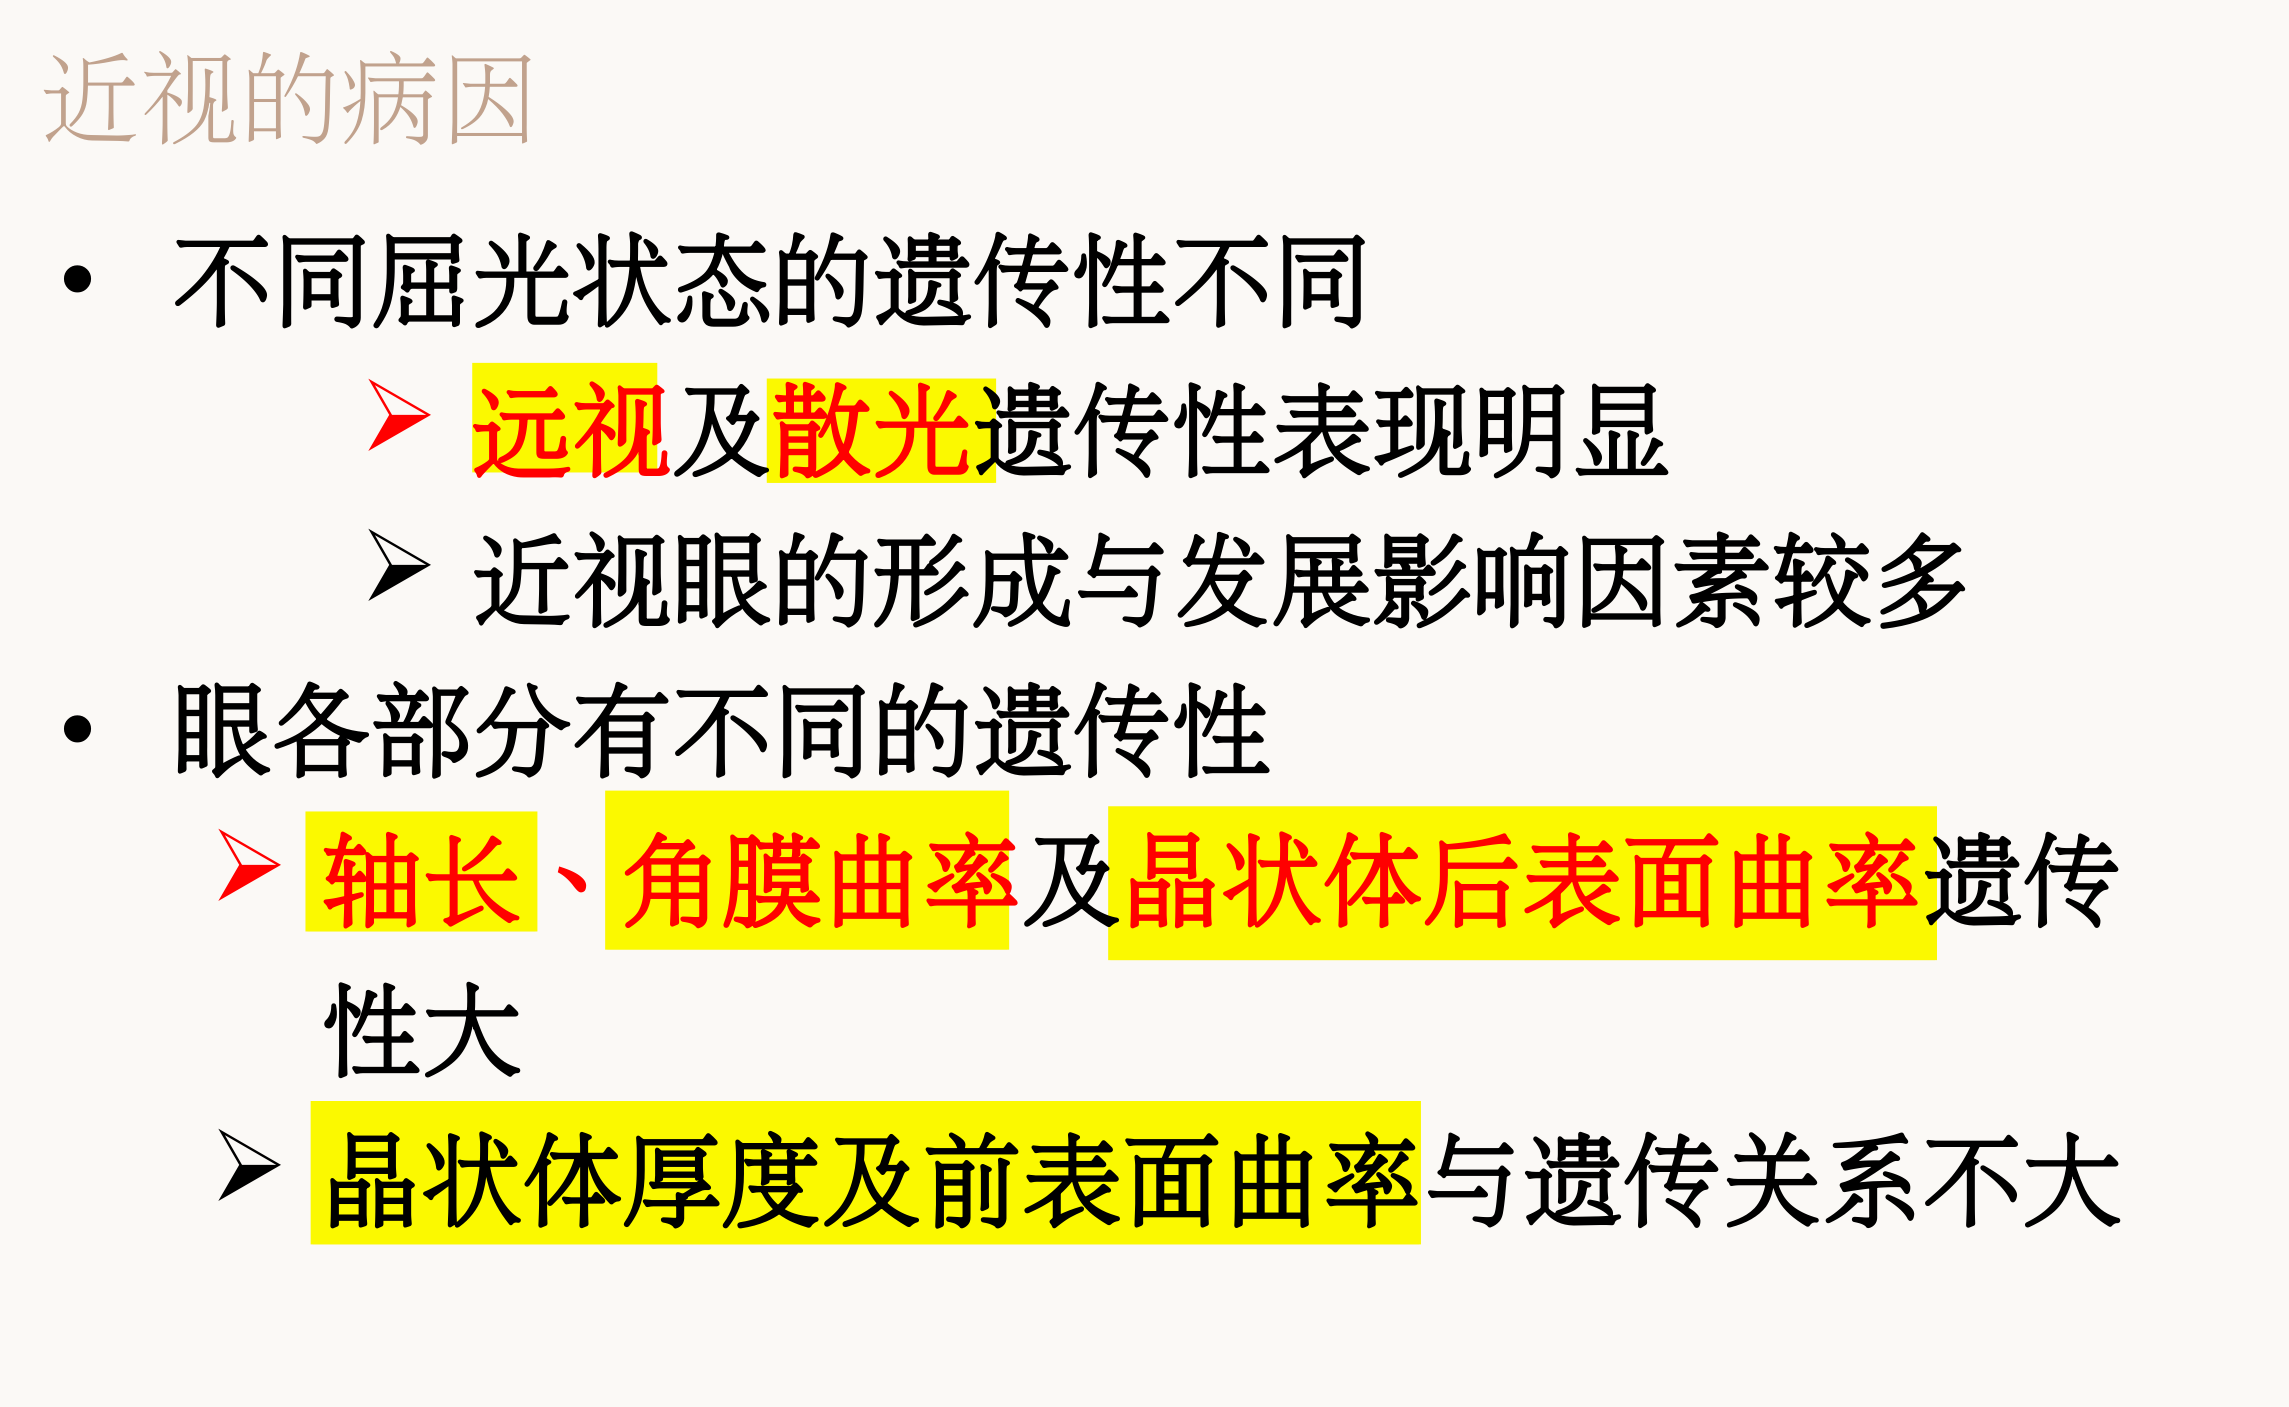 近视的病因
• 不同屈光状态的遗传性不同
➢ 远视及散光遗传性表现明显
➢ 近视眼的形成与发展影响因素较多
• 眼各部分有不同的遗传性
➢ 轴长、角膜曲率及晶状体后表面曲率遗传
性大
➢ 晶状体厚度及前表面曲率与遗传关系不大